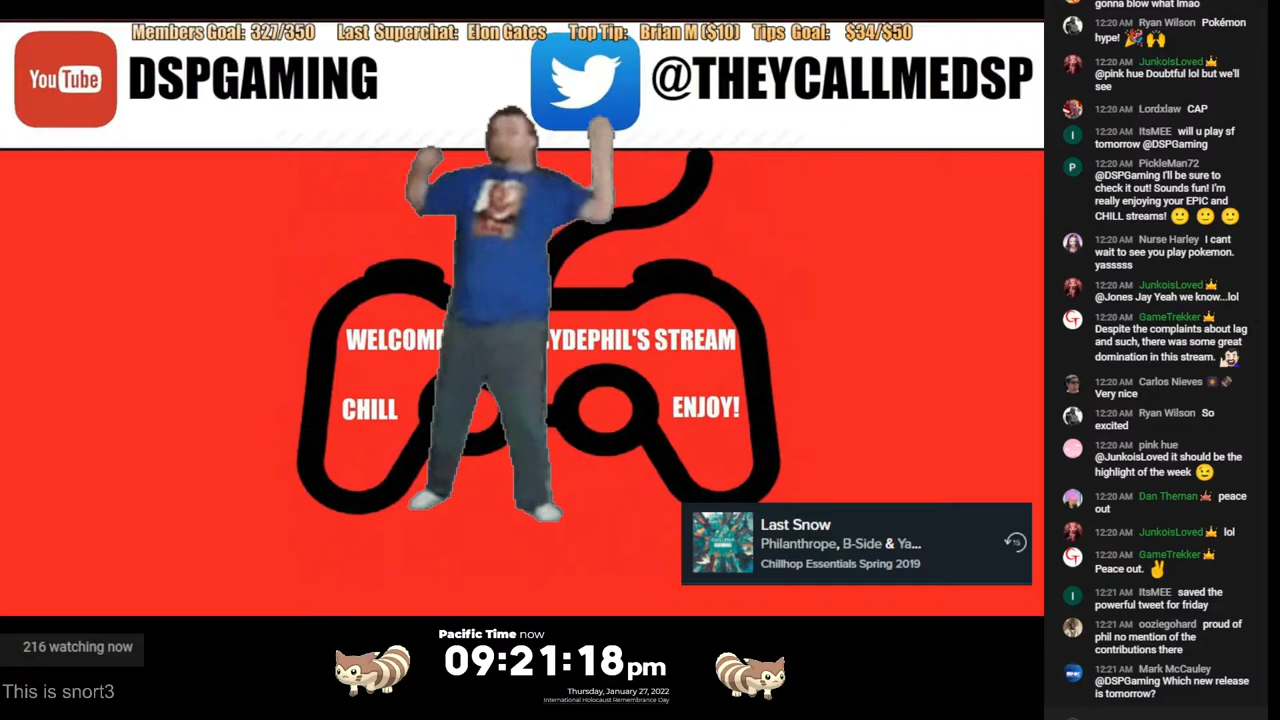 Members Goal: 327/350 Last Superchat: Elon Gates Top Tip: Brian M ($10) Tips Goal: $34/$50
YouTube
DSPGAMING
@THEYCALLMEDSP
WELCOM YDEPHIL'S STREAM
CHILL
ENJOY!
Last Snow
Philanthrope, B-Side & Ya...
15
Chillhop Essentials Spring 2019
216 watching now
This is snort3
Pacific Time now
09:21:18pm
Thursday, January 27, 2022
International Holocaust Remembrance Day
gonna blow what lmao
12:20 AM Ryan Wilson Pokémon
hype! 🎉 🙌
12:20 AM JunkoisLoved
@pink hue Doubtful lol but we'll
see
12:20 AM Lordxlaw CAP
12:20 AM ItsMEE will u play sf
tomorrow @DSPGaming
12:20 AM PickleMan72
@DSPGaming I'll be sure to
check it out! Sounds fun! I'm
really enjoying your EPIC and
CHILL streams! 🙂 🙂 🙂
12:20 AM Nurse Harley I cant
wait to see you play pokemon.
yasssss
12:20 AM JunkoisLoved
@Jones Jay Yeah we know...lol
12:20 AM GameTrekker
Despite the complaints about lag
and such, there was some great
domination in this stream.
12:20 AM Carlos Nieves
Very nice
12:20 AM Ryan Wilson So
excited
12:20 AM pink hue
@JunkoisLoved it should be the
highlight of the week 😉
12:20 AM Dan Theman peace
out
12:20 AM JunkoisLoved lol
12:20 AM GameTrekker
Peace out. ✌
12:21 AM ItsMEE saved the
powerful tweet for friday
12:21 AM ooziegohard proud of
phil no mention of the
contributions there
12:21 AM Mark McCauley
@DSPGaming Which new release
is tomorrow?